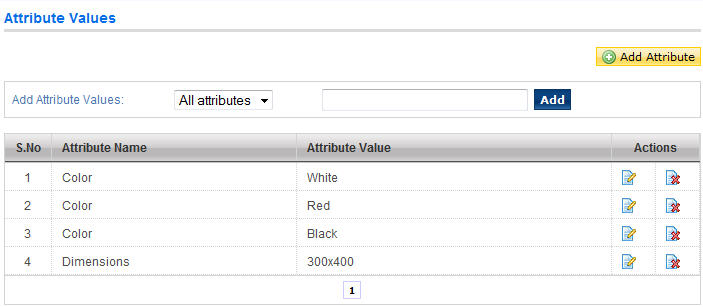 Attribute Values
Add Attribute
Add Attribute Values: All attributes Add
S.No Attribute Name Attribute Value Actions
1 Color White
2 Color Red
3 Color Black
4 Dimensions 300x400
1